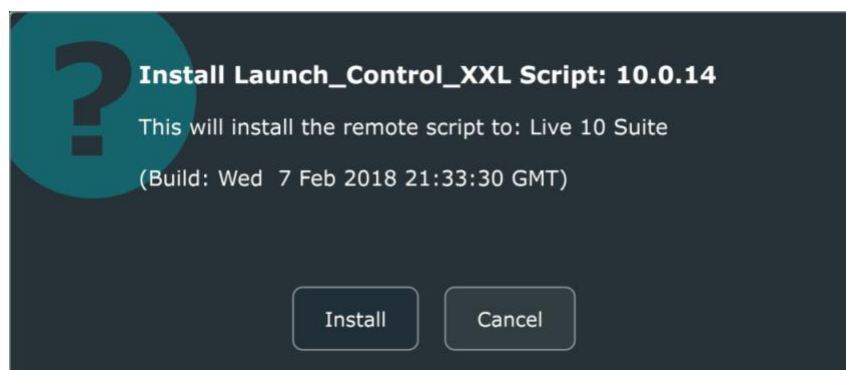 ?
Install Launch_Control_XXL Script: 10.0.14
This will install the remote script to: Live 10 Suite
(Build: Wed  7 Feb 2018 21:33:30 GMT)
Install
Cancel